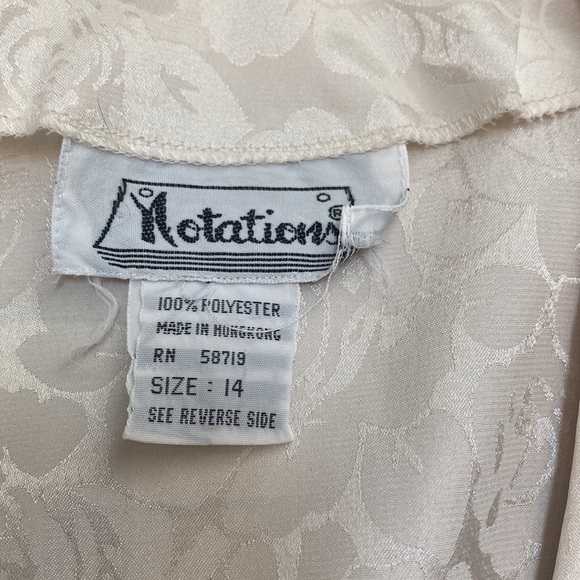 Notations®
100% POLYESTER
MADE IN HONGKONG
RN 58719
SIZE : 14
SEE REVERSE SIDE